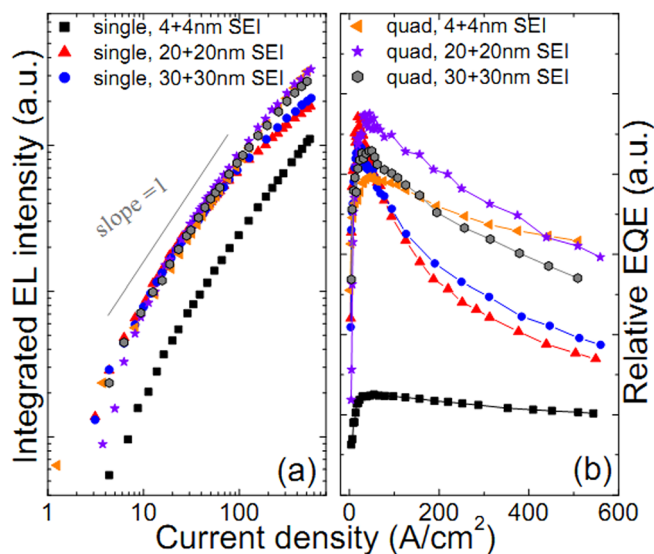 (a)
single, 4+4nm SEI
single, 20+20nm SEI
single, 30+30nm SEI
slope =1
Integrated EL intensity (a.u.)
1
10
100
(b)
quad, 4+4nm SEI
quad, 20+20nm SEI
quad, 30+30nm SEI
Relative EQE (a.u.)
0
200
400
600
Current density (A/cm²)